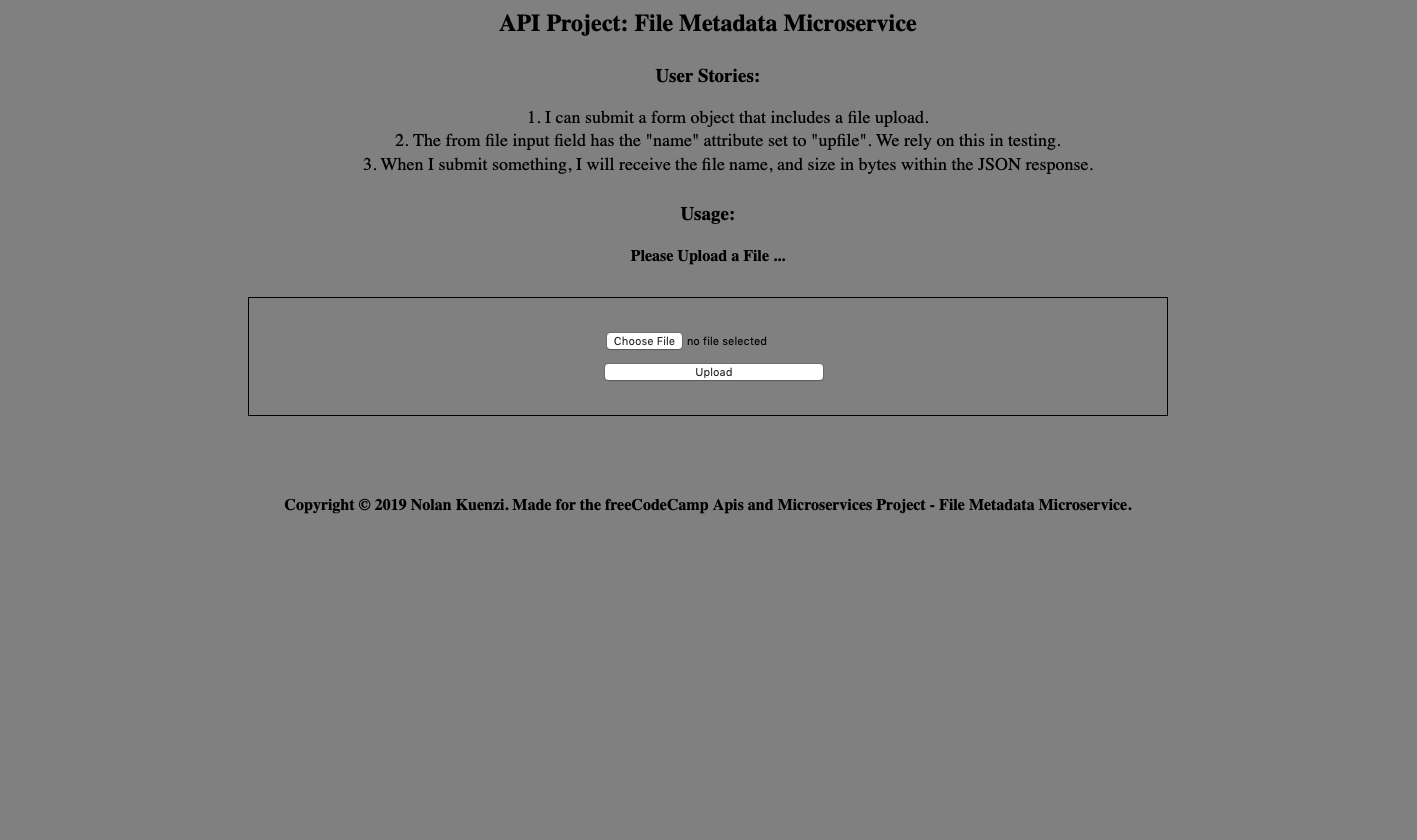 API Project: File Metadata Microservice
User Stories:
1. I can submit a form object that includes a file upload.
2. The from file input field has the "name" attribute set to "upfile". We rely on this in testing.
3. When I submit something, I will receive the file name, and size in bytes within the JSON response.
Usage:
Please Upload a File ...
Choose File no file selected
Upload
Copyright © 2019 Nolan Kuenzi. Made for the freeCodeCamp Apis and Microservices Project - File Metadata Microservice.